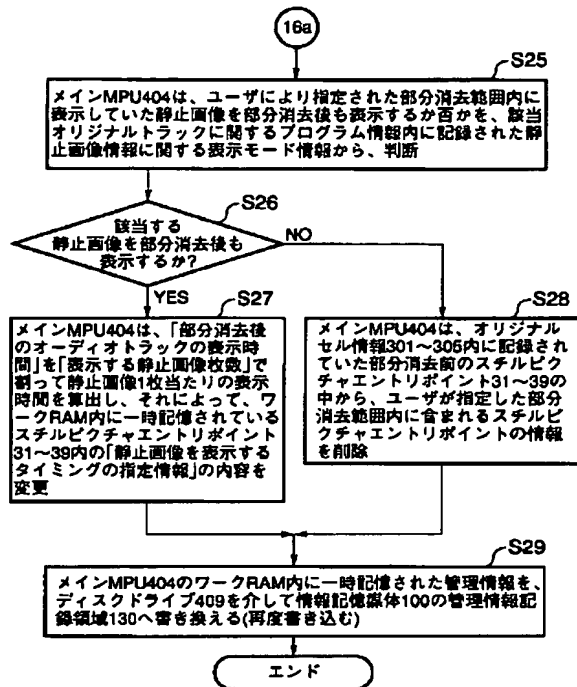 16a
S25
メインMPU404は、ユーザにより指定された部分消去範囲内に
表示していた静止画像を部分消去後も表示するか否かを、該当
オリジナルトラックに関するプログラム情報内に記録された静
止画像情報に関する表示モード情報から、判断
S26
該当する
静止画像を部分消去後も
表示するか?
NO
YES
S27
メインMPU404は、「部分消去後
のオーディオトラックの表示時
間」を「表示する静止画像枚数」で
割って静止画像1枚当たりの表示
時間を算出し、それによって、ワ
ークRAM内に一時記憶されている
スチルピクチャエントリポイント
31〜39内の「静止画像を表示する
タイミングの指定情報」の内容を
変更
S28
メインMPU404は、オリジナル
セル情報301〜305内に記録され
ていた部分消去前のスチルピク
チャエントリポイント31〜39の
中から、ユーザが指定した部分
消去範囲内に含まれるスチルピ
クチャエントリポイントの情報
を削除
S29
メインMPU404のワークRAM内に一時記憶された管理情報を、
ディスクドライブ409を介して情報記憶媒体100の管理情報記
録領域130へ書き換える(再度書き込む)
エンド